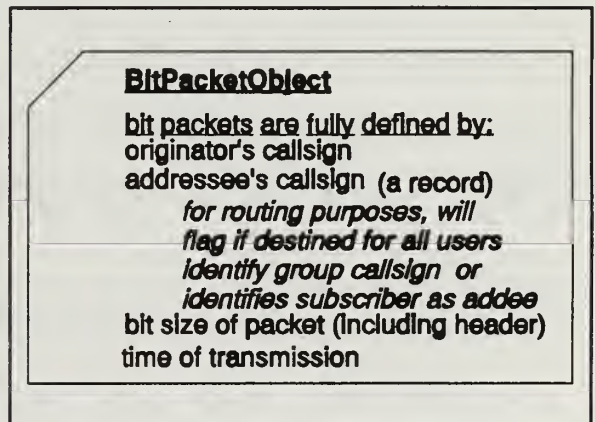 BitPacketObject
bit packets are fully defined by:
originator's callsign
addressee's callsign (a record)
for routing purposes, will
flag if destined for all users
identify group callsign or
identifies subscriber as addee
bit size of packet (including header)
time of transmission